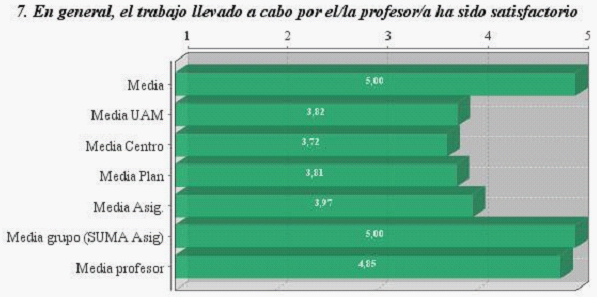 7. En general, el trabajo llevado a cabo por el/la profesor/a ha sido satisfactorio
1 2 3 4 5
Media 5,00
Media UAM 3,82
Media Centro 3,72
Media Plan 3,81
Media Asig. 3,97
Media grupo (SUMA Asig) 5,00
Media profesor 4,85